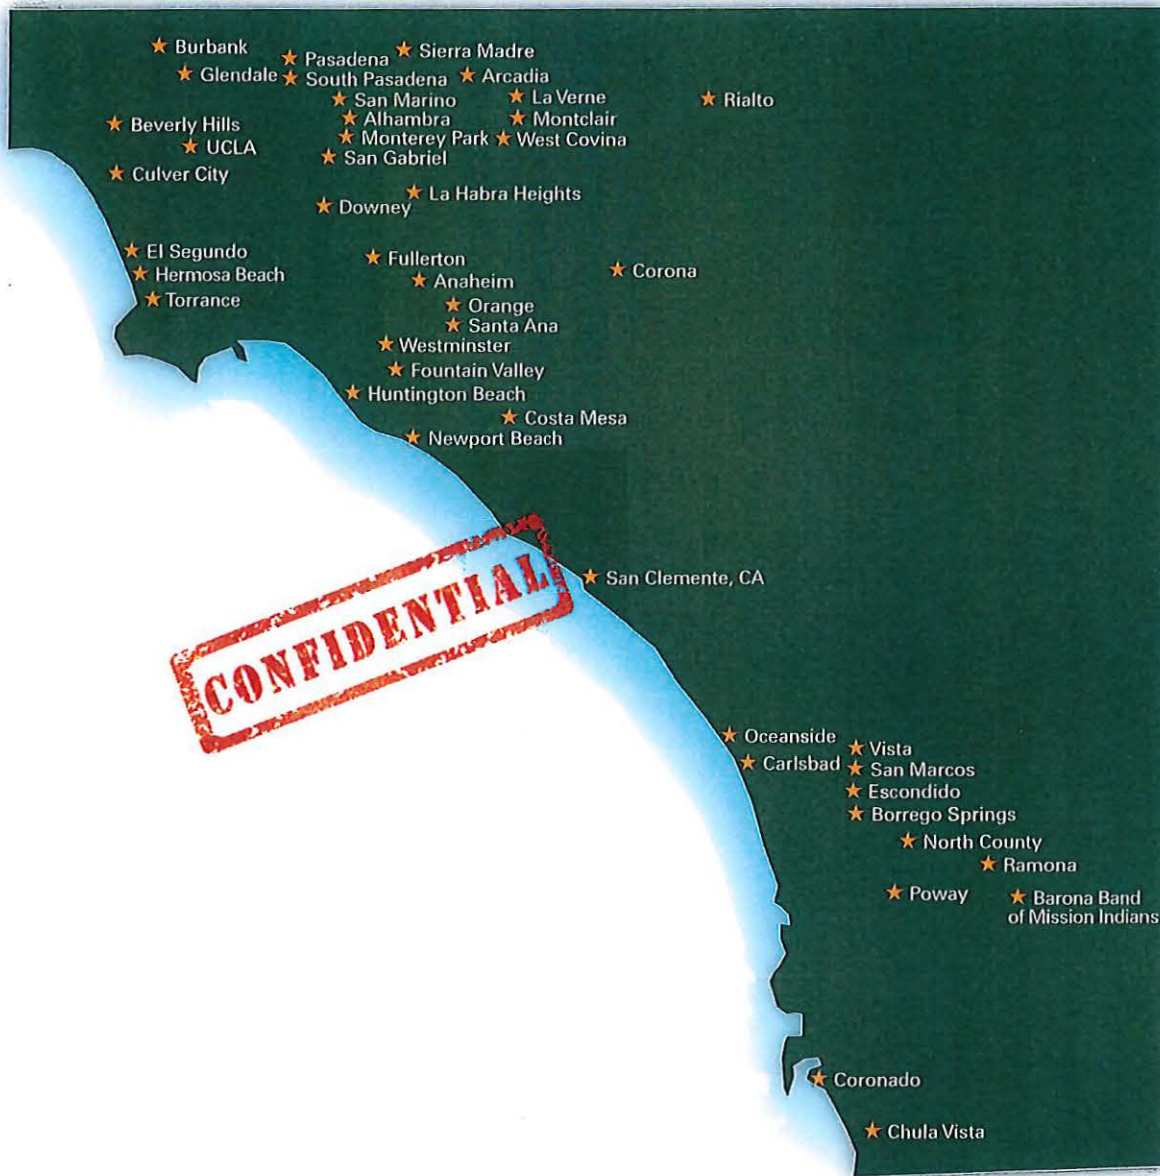 Burbank
Pasadena
Sierra Madre
Glendale
South Pasadena
Arcadia
San Marino
La Verne
Rialto
Beverly Hills
Alhambra
Montclair
UCLA
Monterey Park
West Covina
San Gabriel
Culver City
La Habra Heights
Downey
El Segundo
Fullerton
Hermosa Beach
Anaheim
Corona
Torrance
Orange
Santa Ana
Westminster
Fountain Valley
Huntington Beach
Costa Mesa
Newport Beach
CONFIDENTIAL
San Clemente, CA
Oceanside
Vista
Carlsbad
San Marcos
Escondido
Borrego Springs
North County
Ramona
Poway
Barona Band
of Mission Indians
Coronado
Chula Vista